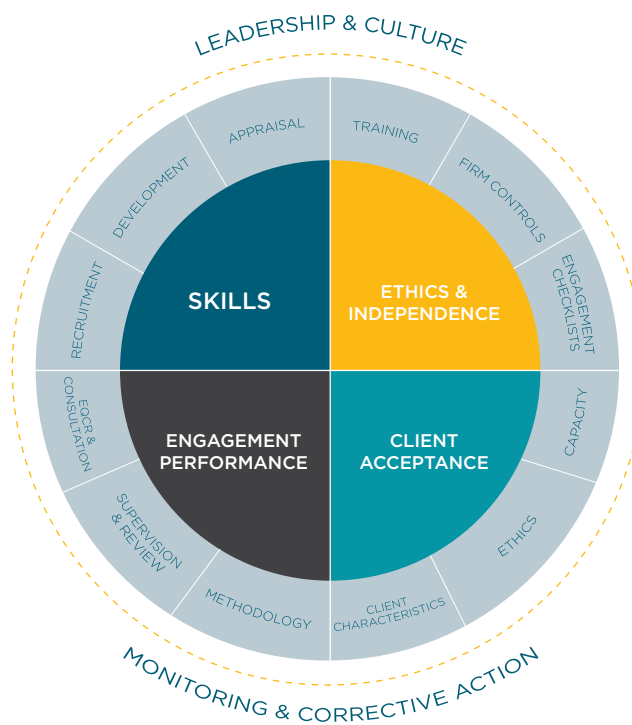 LEADERSHIP & CULTURE
APPRAISAL
TRAINING
DEVELOPMENT
FIRM CONTROLS
RECRUITMENT
ENGAGEMENT
CHECKLISTS
SKILLS
ETHICS &
INDEPENDENCE
ENGAGEMENT
PERFORMANCE
CLIENT
ACCEPTANCE
EQCR &
CONSULTATION
CAPACITY
SUPERVISION
& REVIEW
ETHICS
METHODOLOGY
CLIENT
CHARACTERISTICS
MONITORING & CORRECTIVE ACTION